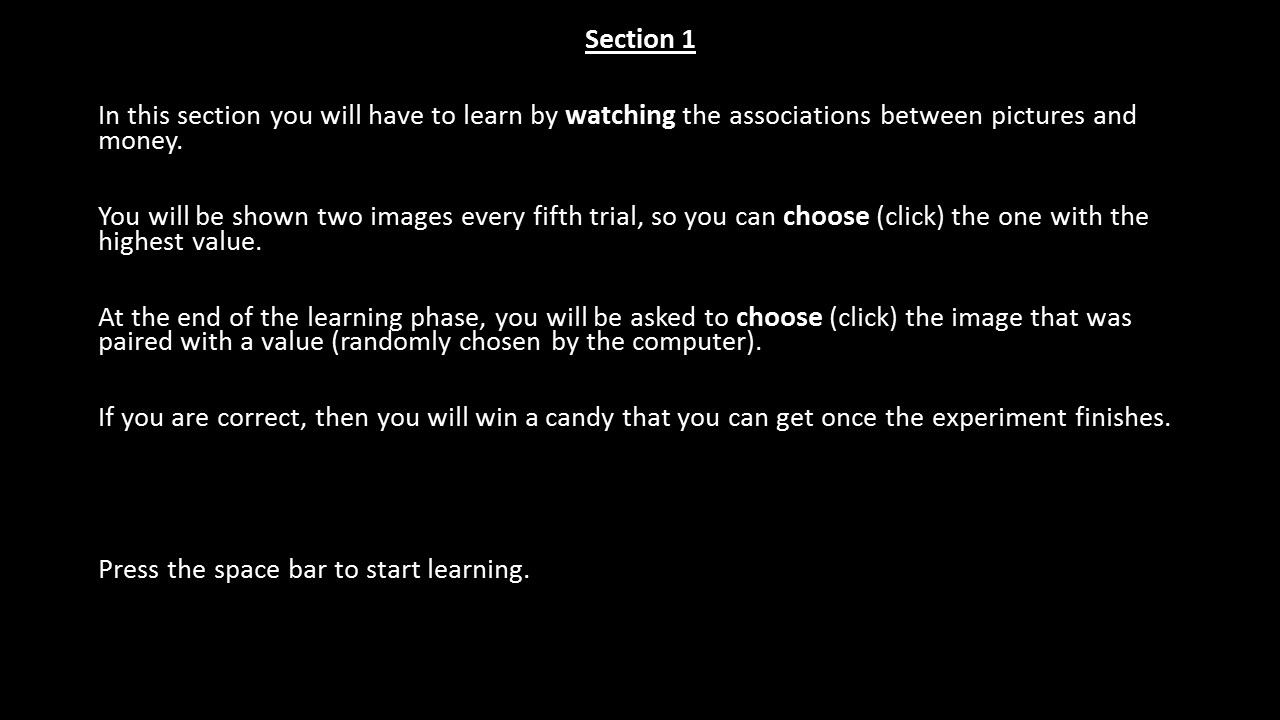 Section 1
In this section you will have to learn by watching the associations between pictures and
money.
You will be shown two images every fifth trial, so you can choose (click) the one with the
highest value.
At the end of the learning phase, you will be asked to choose (click) the image that was
paired with a value (randomly chosen by the computer).
If you are correct, then you will win a candy that you can get once the experiment finishes.
Press the space bar to start learning.